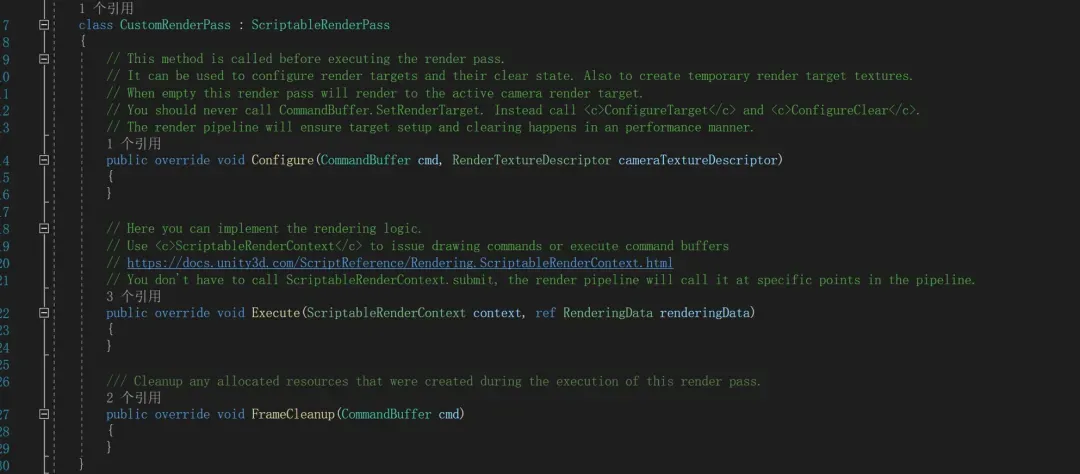 1 个引用
7 class CustomRenderPass : ScriptableRenderPass
8 {
9 // This method is called before executing the render pass.
10 // It can be used to configure render targets and their clear state. Also to create temporary render target textures.
11 // When empty this render pass will render to the active camera render target.
12 // You should never call CommandBuffer.SetRenderTarget. Instead call <c>ConfigureTarget</c> and <c>ConfigureClear</c>.
13 // The render pipeline will ensure target setup and clearing happens in an performance manner.
1 个引用
14 public override void Configure(CommandBuffer cmd, RenderTextureDescriptor cameraTextureDescriptor)
15 {
16 }
17
18 // Here you can implement the rendering logic.
19 // Use <c>ScriptableRenderContext</c> to issue drawing commands or execute command buffers
20 // https://docs.unity3d.com/ScriptReference/Rendering.ScriptableRenderContext.html
21 // You don't have to call ScriptableRenderContext.submit, the render pipeline will call it at specific points in the pipeline.
3 个引用
22 public override void Execute(ScriptableRenderContext context, ref RenderingData renderingData)
23 {
24 }
25
26 /// Cleanup any allocated resources that were created during the execution of this render pass.
2 个引用
27 public override void FrameCleanup(CommandBuffer cmd)
28 {
29 }
30 }